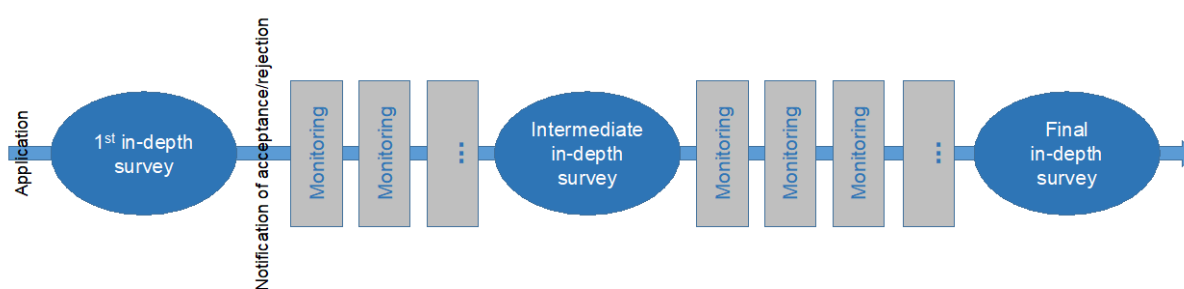 Application
1st in-depth
survey
Notification of acceptance/rejection
Monitoring
Monitoring
...
Intermediate
in-depth
survey
Monitoring
Monitoring
Monitoring
...
Final
in-depth
survey